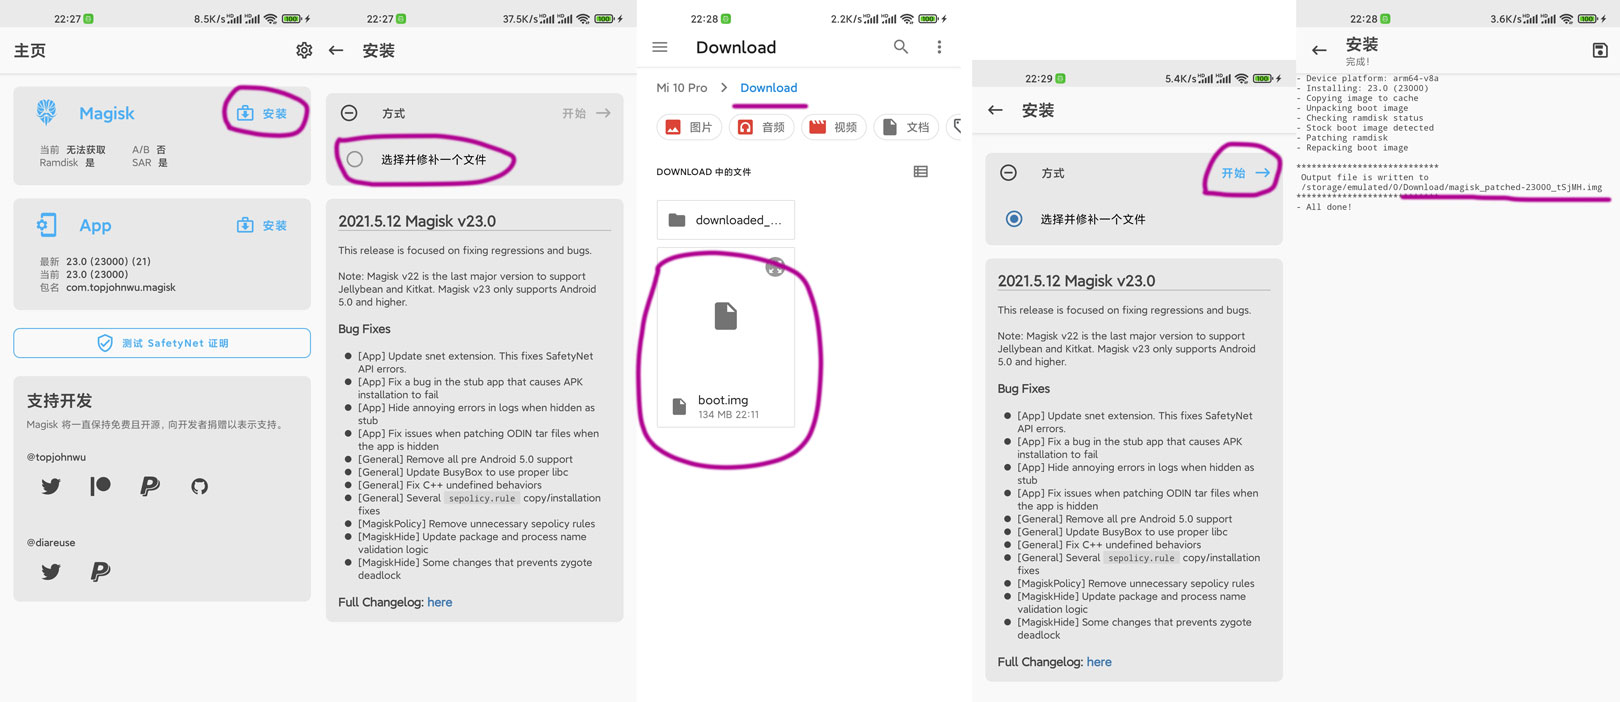 22:27
8.5K/s
100
主页
Magisk
安装
当前 无法获取
A/B 否
Ramdisk 是
SAR 是
App
安装
最新 23.0 (23000) (21)
当前 23.0 (23000)
包名 com.topjohnwu.magisk
测试 SafetyNet 证明
支持开发
Magisk 将一直保持免费且开源，向开发者捐赠以表示支持。
@topjohnwu
@diareuse
22:27
37.5K/s
100
安装
方式
开始
选择并修补一个文件
2021.5.12 Magisk v23.0
This release is focused on fixing regressions and bugs.
Note: Magisk v22 is the last major version to support
Jellybean and Kitkat. Magisk v23 only supports Android
5.0 and higher.
Bug Fixes
[App] Update snet extension. This fixes SafetyNet
API errors.
[App] Fix a bug in the stub app that causes APK
installation to fail
[App] Hide annoying errors in logs when hidden as
stub
[App] Fix issues when patching ODIN tar files when
the app is hidden
[General] Remove all pre Android 5.0 support
[General] Update BusyBox to use proper libc
[General] Fix C++ undefined behaviors
[General] Several sepolicy.rule copy/installation
fixes
[MagiskPolicy] Remove unnecessary sepolicy rules
[MagiskHide] Update package and process name
validation logic
[MagiskHide] Some changes that prevents zygote
deadlock
Full Changelog: here
22:28
2.2K/s
100
Download
Mi 10 Pro
Download
图片
音频
视频
文档
DOWNLOAD 中的文件
downloaded_...
boot.img
134 MB 22:11
22:29
5.4K/s
100
安装
方式
开始
选择并修补一个文件
2021.5.12 Magisk v23.0
This release is focused on fixing regressions and bugs.
Note: Magisk v22 is the last major version to support
Jellybean and Kitkat. Magisk v23 only supports Android
5.0 and higher.
Bug Fixes
[App] Update snet extension. This fixes SafetyNet
API errors.
[App] Fix a bug in the stub app that causes APK
installation to fail
[App] Hide annoying errors in logs when hidden as
stub
[App] Fix issues when patching ODIN tar files when
the app is hidden
[General] Remove all pre Android 5.0 support
[General] Update BusyBox to use proper libc
[General] Fix C++ undefined behaviors
[General] Several sepolicy.rule copy/installation
fixes
[MagiskPolicy] Remove unnecessary sepolicy rules
[MagiskHide] Update package and process name
validation logic
[MagiskHide] Some changes that prevents zygote
deadlock
Full Changelog: here
22:28
3.6K/s
100
安装
完成!
- Device platform: arm64-v8a
- Installing: 23.0 (23000)
- Copying image to cache
- Unpacking boot image
- Checking ramdisk status
- Stock boot image detected
- Patching ramdisk
- Repacking boot image
****************************
Output file is written to
/storage/emulated/0/Download/magisk_patched-23000_tSjMH.img
****************************
- All done!